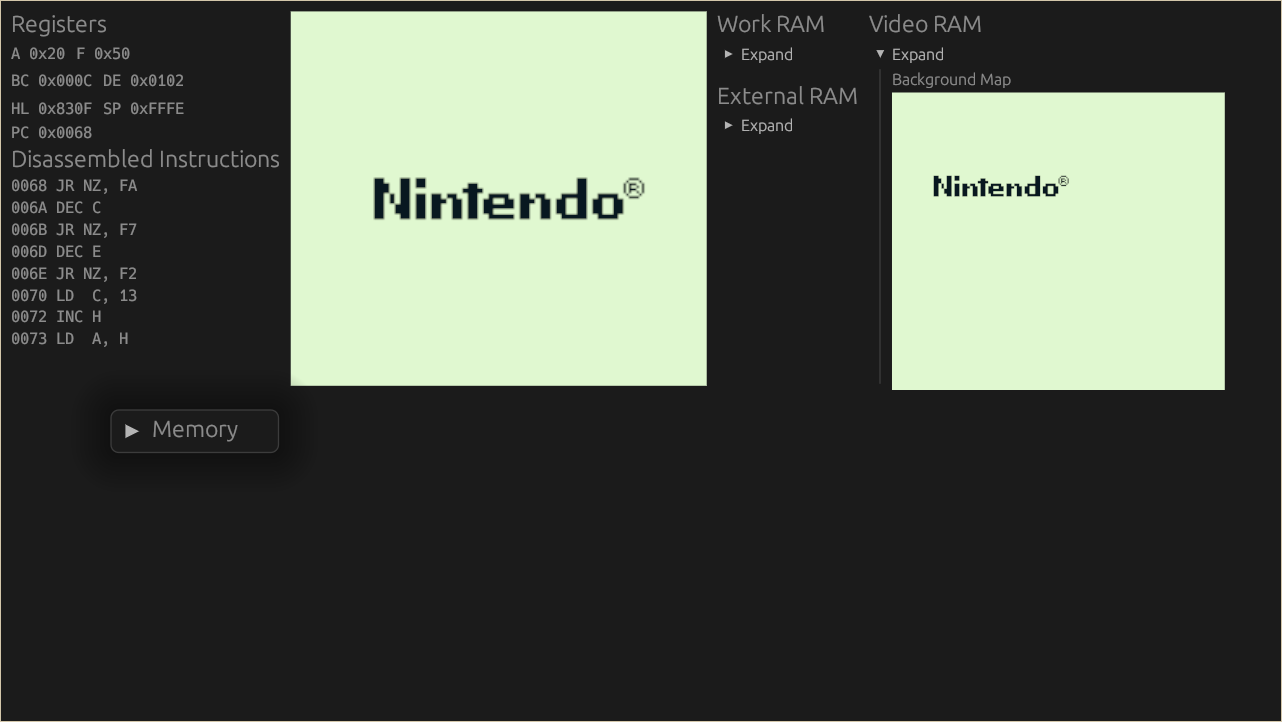 Registers
A 0x20 F 0x50
BC 0x000C DE 0x0102
HL 0x830F SP 0xFFFE
PC 0x0068
Disassembled Instructions
0068 JR NZ, FA
006A DEC C
006B JR NZ, F7
006D DEC E
006E JR NZ, F2
0070 LD  C, 13
0072 INC H
0073 LD  A, H
▶ Memory
Nintendo®
Work RAM
▶ Expand
External RAM
▶ Expand
Video RAM
▼ Expand
Background Map
Nintendo®